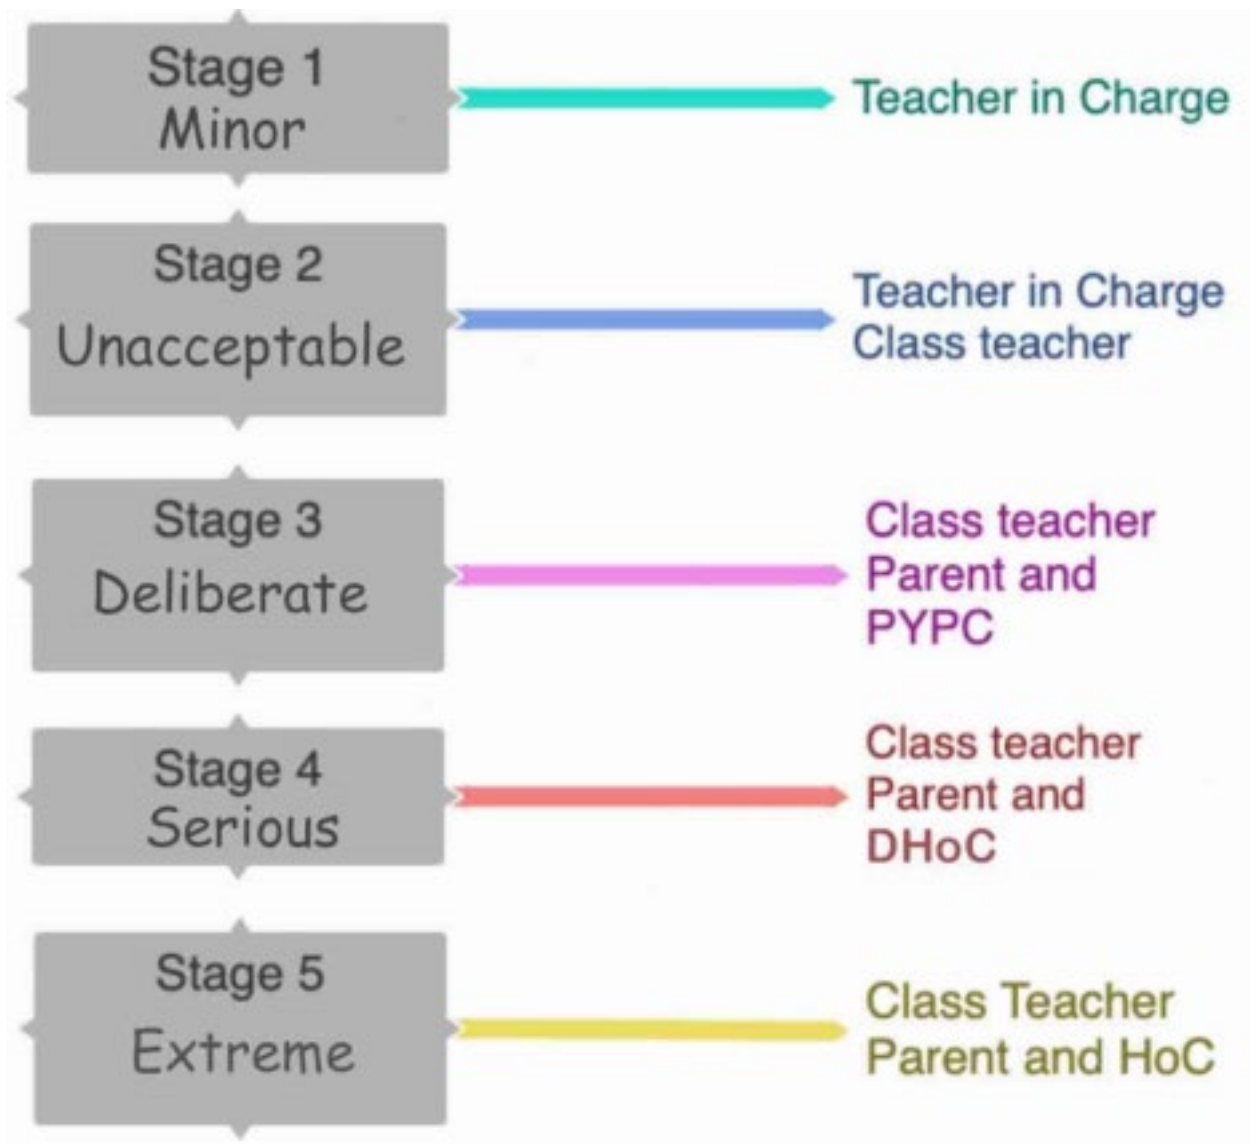 Stage 1
Minor
Teacher in Charge
Stage 2
Unacceptable
Teacher in Charge
Class teacher
Stage 3
Deliberate
Class teacher
Parent and
PYPC
Stage 4
Serious
Class teacher
Parent and
DHoC
Stage 5
Extreme
Class Teacher
Parent and HoC